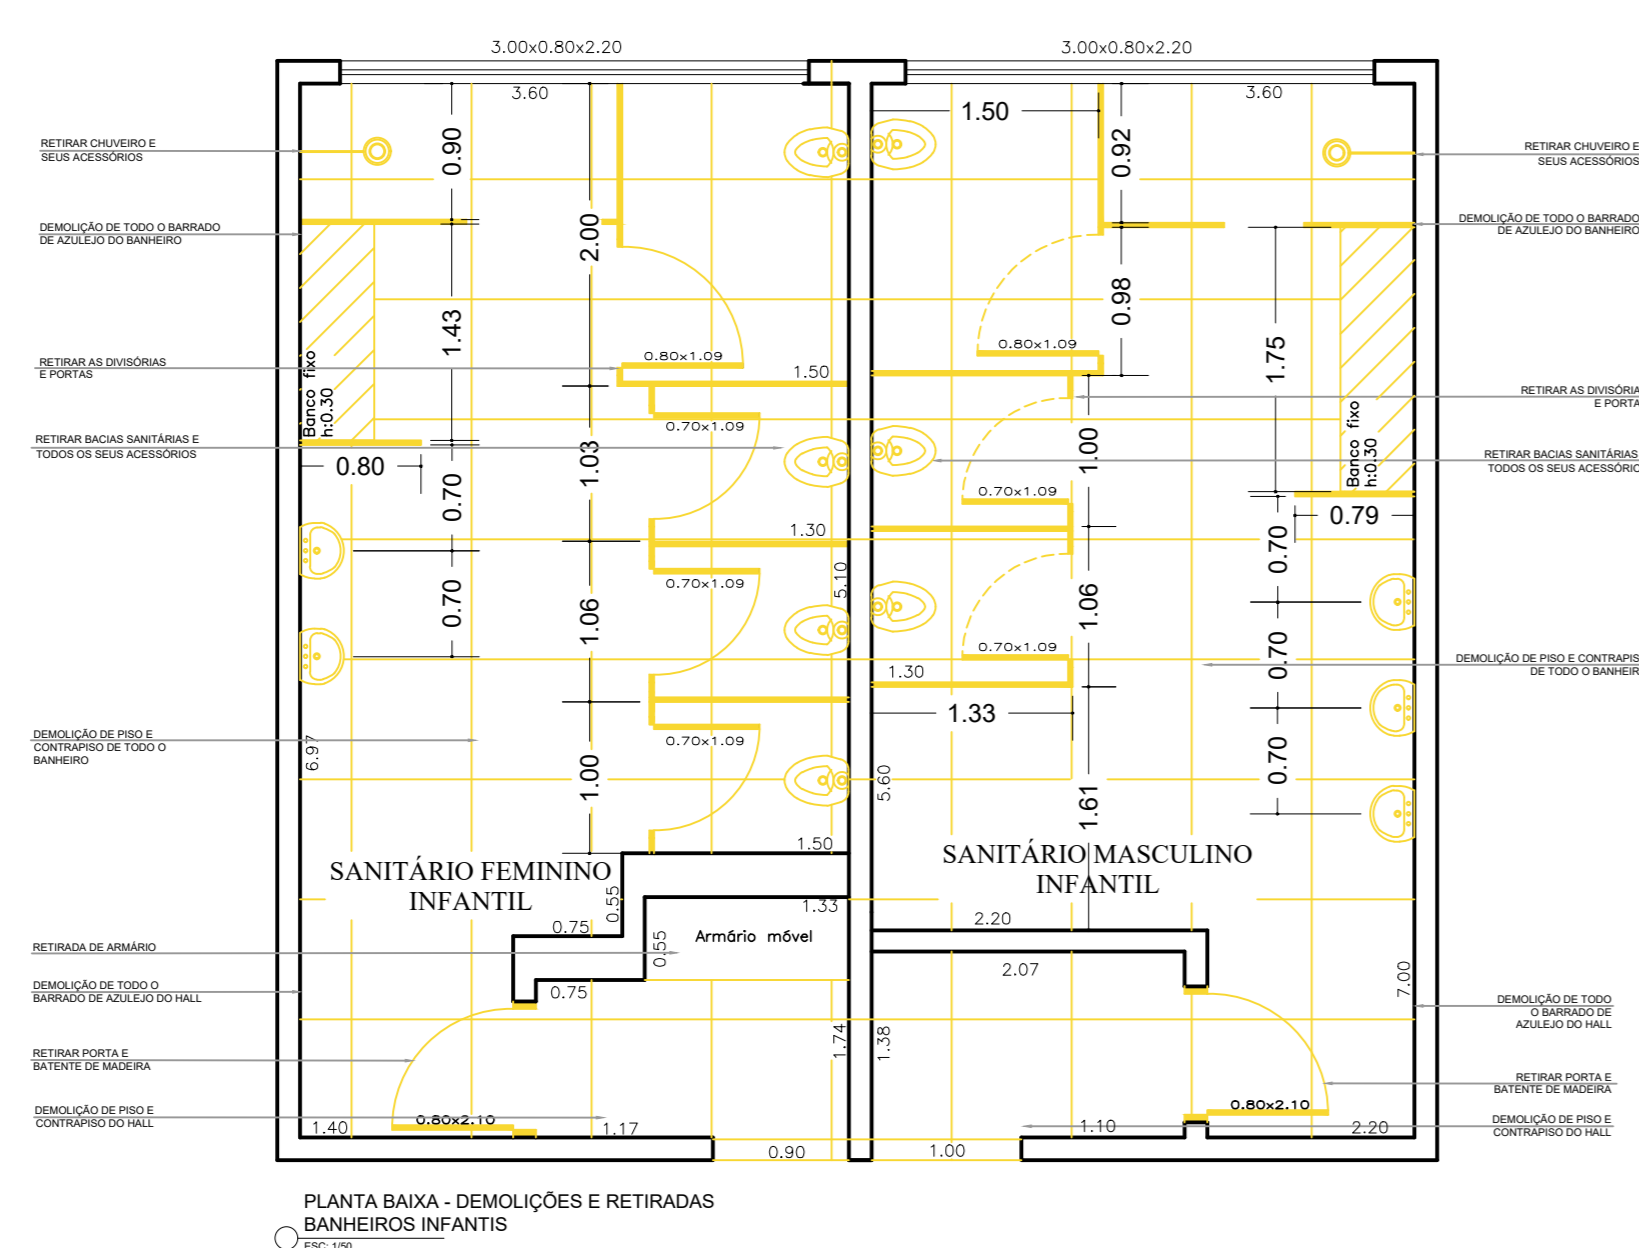 3.00x0.80x2.20
3.00x0.80x2.20
3.60
3.60
1.50
0.90
0.92
RETIRAR CHUVEIRO E
SEUS ACESSÓRIOS
RETIRAR CHUVEIRO E
SEUS ACESSÓRIOS
DEMOLIÇÃO DE TODO O BARRADO
DE AZULEJO DO BANHEIRO
DEMOLIÇÃO DE TODO O BARRADO
DE AZULEJO DO BANHEIRO
2.00
1.43
0.98
1.75
RETIRAR AS DIVISÓRIAS
E PORTAS
0.80x1.09
1.50
0.80x1.09
RETIRAR AS DIVISÓRIA
E PORTA
Banco fixo
h:0.30
0.70x1.09
Banco fixo
h:0.30
RETIRAR BACIAS SANITÁRIAS E
TODOS OS SEUS ACESSÓRIOS
RETIRAR BACIAS SANITÁRIAS
TODOS OS SEUS ACESSÓRIO
0.80
1.03
1.00
0.70x1.09
0.79
0.70
1.30
0.70
0.70x1.09
5.10
0.70
1.06
1.06
0.70
0.70x1.09
1.30
DEMOLIÇÃO DE PISO E CONTRAPIS
DE TODO O BANHEIR
1.33
0.70x1.09
0.70
DEMOLIÇÃO DE PISO E
CONTRAPISO DE TODO O
BANHEIRO
6.97
1.00
5.60
1.61
1.50
SANITÁRIO FEMININO
INFANTIL
SANITÁRIO MASCULINO
INFANTIL
0.55
1.33
0.75
2.20
Armário móvel
0.55
RETIRADA DE ARMÁRIO
2.07
0.75
7.00
DEMOLIÇÃO DE TODO O
BARRADO DE AZULEJO DO HALL
DEMOLIÇÃO DE TODO
O BARRADO DE
AZULEJO DO HALL
1.74
1.38
RETIRAR PORTA E
BATENTE DE MADEIRA
RETIRAR PORTA E
BATENTE DE MADEIRA
0.80x2.10
0.80x2.10
DEMOLIÇÃO DE PISO E
CONTRAPISO DO HALL
DEMOLIÇÃO DE PISO E
CONTRAPISO DO HALL
1.40
1.17
1.10
2.20
0.90
1.00
PLANTA BAIXA - DEMOLIÇÕES E RETIRADAS
BANHEIROS INFANTIS
ESC: 1/50